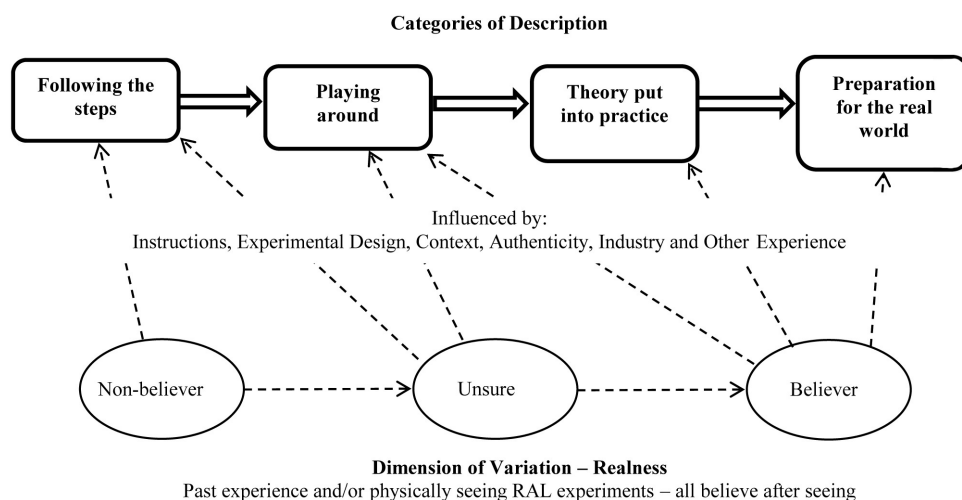 Categories of Description
Following the
steps
Playing
around
Theory put
into practice
Preparation
for the real
world
Influenced by:
Instructions, Experimental Design, Context, Authenticity, Industry and Other Experience
Non-believer
Unsure
Believer
Dimension of Variation – Realness
Past experience and/or physically seeing RAL experiments – all believe after seeing